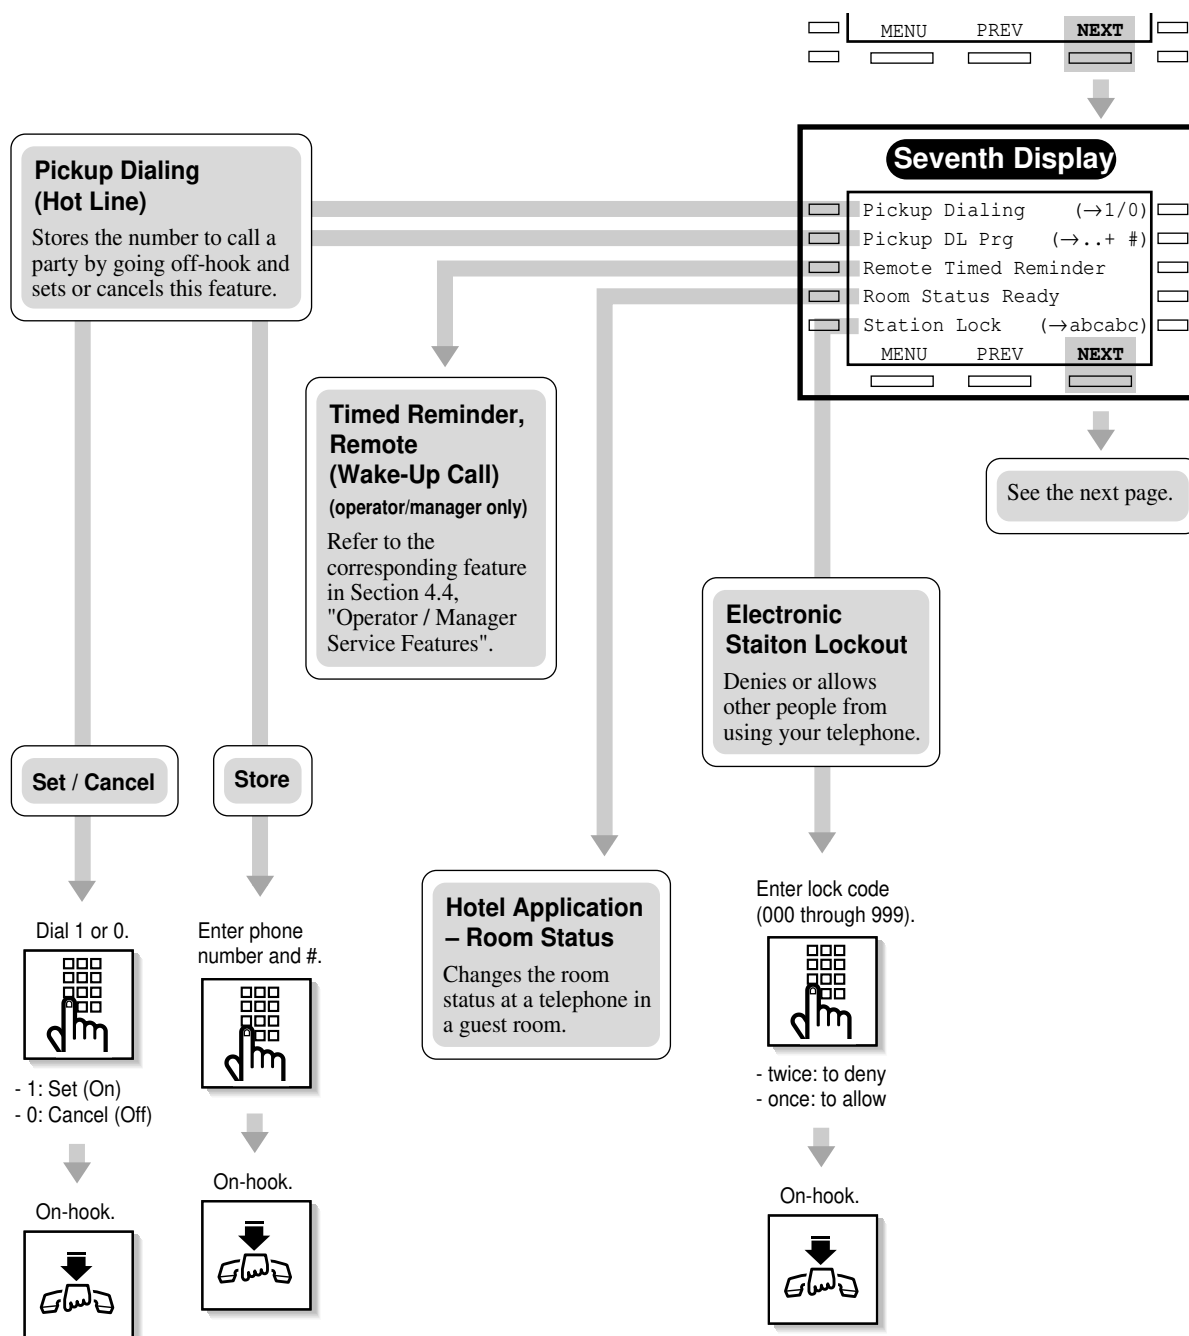 MENU PREV NEXT
Seventh Display
Pickup Dialing (→1/0)
Pickup DL Prg (→..+ #)
Remote Timed Reminder
Room Status Ready
Station Lock (→abcabc)
MENU PREV NEXT
See the next page.
Pickup Dialing
(Hot Line)
Stores the number to call a
party by going off-hook and
sets or cancels this feature.
Timed Reminder,
Remote
(Wake-Up Call)
(operator/manager only)
Refer to the
corresponding feature
in Section 4.4,
"Operator / Manager
Service Features".
Electronic
Staiton Lockout
Denies or allows
other people from
using your telephone.
Set / Cancel
Store
Hotel Application
– Room Status
Changes the room
status at a telephone in
a guest room.
Dial 1 or 0.
- 1: Set (On)
- 0: Cancel (Off)
On-hook.
Enter phone
number and #.
On-hook.
Enter lock code
(000 through 999).
- twice: to deny
- once: to allow
On-hook.